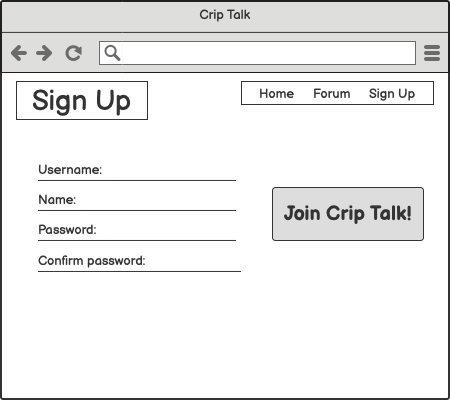 Crip Talk
Sign Up
Home Forum Sign Up
Username:
Name:
Join Crip Talk!
Password:
Confirm password: